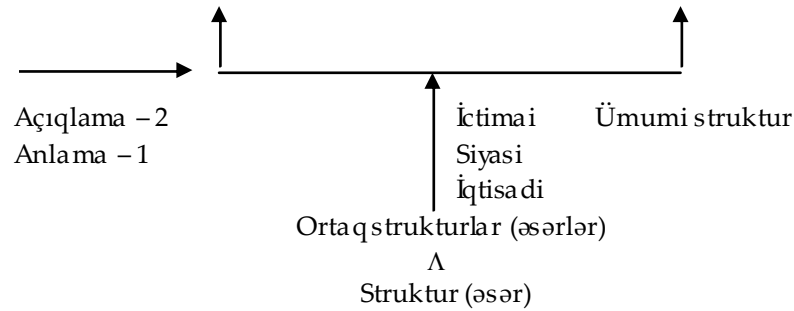 Açıqlama – 2 İctimai Ümumi struktur
Anlama – 1 Siyasi
İqtisadi
Ortaq strukturlar (əsərlər)
Λ
Struktur (əsər)